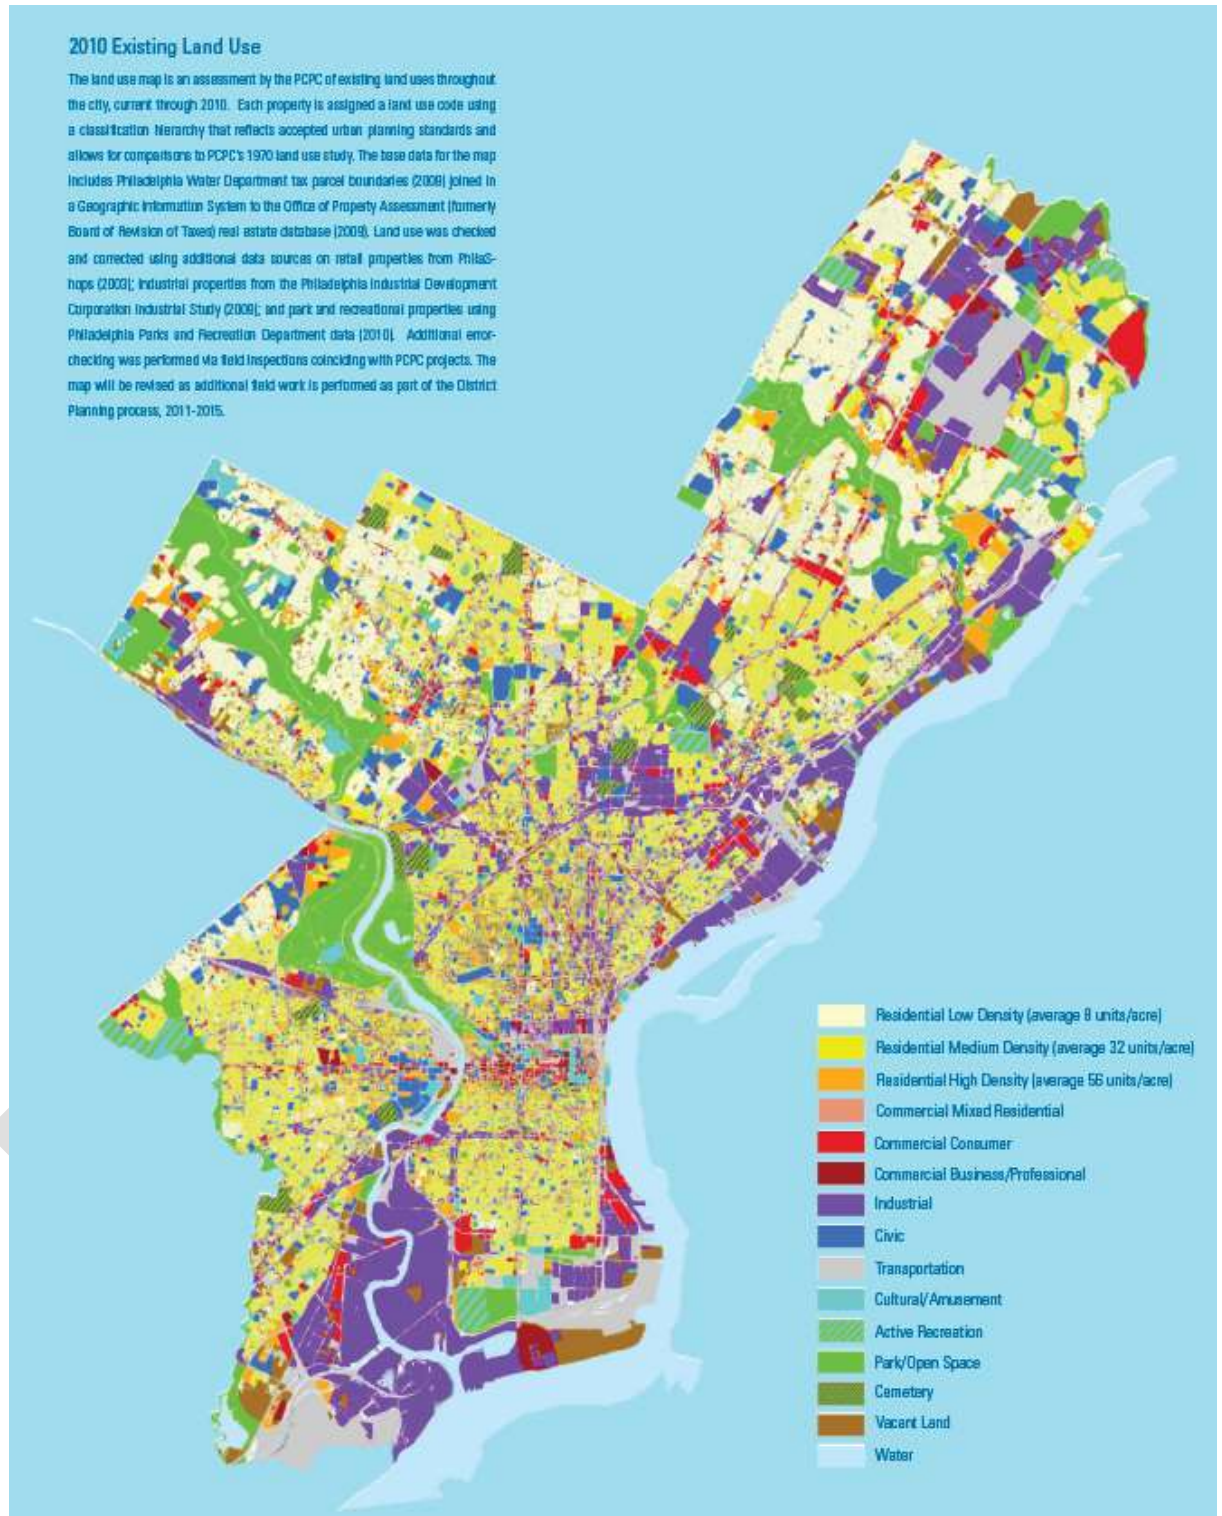 2010 Existing Land Use
The land use map is an assessment by the PCPC of existing land uses throughout
the city, current through 2010. Each property is assigned a land use code using
a classification hierarchy that reflects accepted urban planning standards and
allows for comparisons to PCPC's 1970 land use study. The base data for the map
includes Philadelphia Water Department tax parcel boundaries (2009) joined in
a Geographic Information System to the Office of Property Assessment (formerly
Board of Revision of Taxes) real estate database (2009). Land use was checked
and corrected using additional data sources on retail properties from PhilaS-
hops (2003); industrial properties from the Philadelphia Industrial Development
Corporation Industrial Study (2009); and park and recreational properties using
Philadelphia Parks and Recreation Department data (2010). Additional error-
checking was performed via field inspections coinciding with PCPC projects. The
map will be revised as additional field work is performed as part of the District
Planning process, 2011-2015.
Residential Low Density (average 8 units/acre)
Residential Medium Density (average 32 units/acre)
Residential High Density (average 56 units/acre)
Commercial Mixed Residential
Commercial Consumer
Commercial Business/Professional
Industrial
Civic
Transportation
Cultural/Amusement
Active Recreation
Park/Open Space
Cemetery
Vacant Land
Water